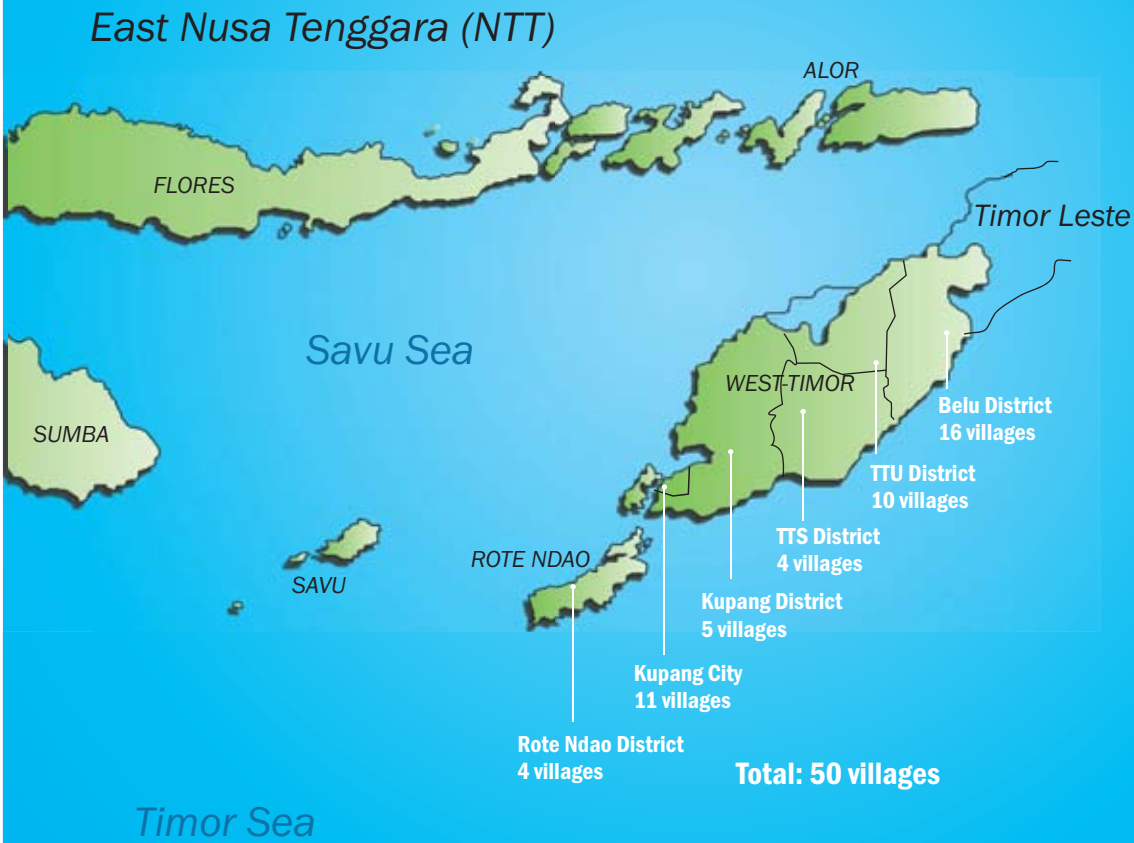 East Nusa Tenggara (NTT)
ALOR
FLORES
Timor Leste
Savu Sea
WEST-TIMOR
SUMBA
Belu District
16 villages
TTU District
10 villages
TTS District
4 villages
ROTE NDAO
SAVU
Kupang District
5 villages
Kupang City
11 villages
Rote Ndao District
4 villages
Total: 50 villages
Timor Sea